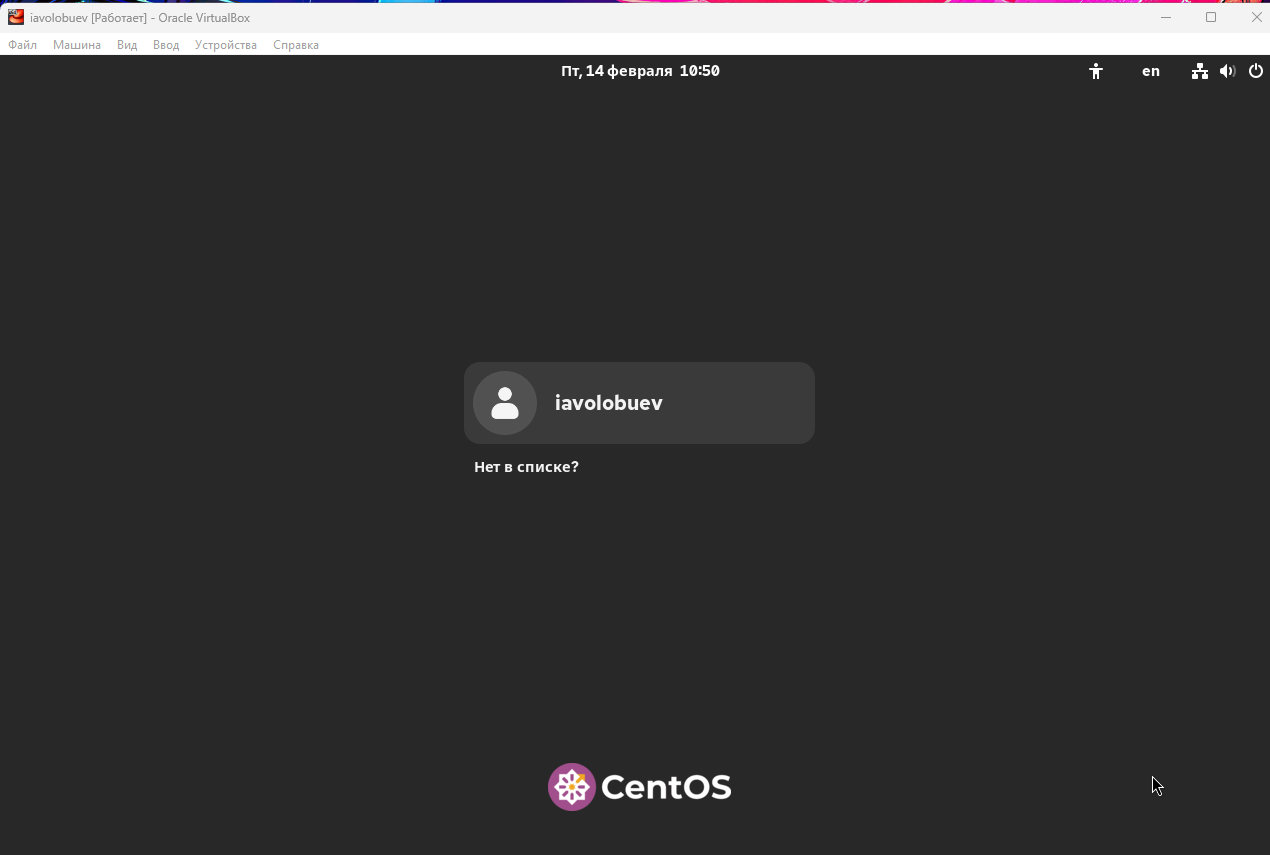 iavolobuev [Работает] - Oracle VirtualBox
Файл Машина Вид Ввод Устройства Справка
Пт, 14 февраля 10:50 en
iavolobuev
Нет в списке?
CentOS